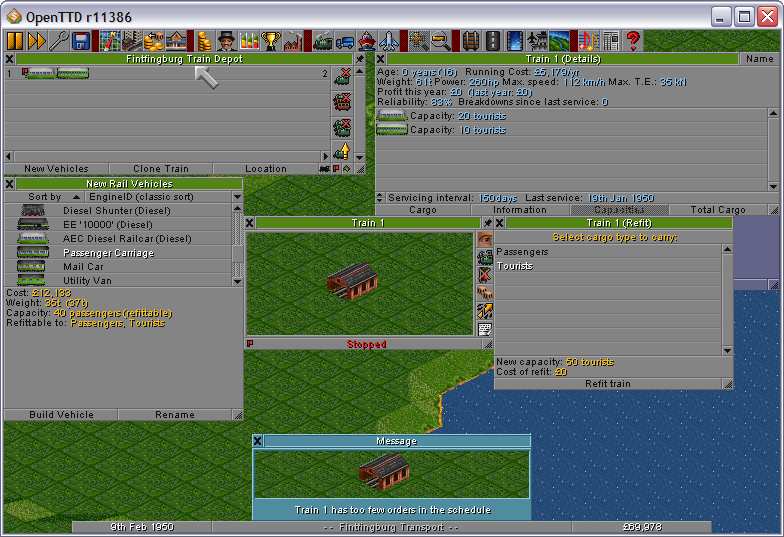 OpenTTD r11386
Fintfingburg Train Depot
1
2
New Vehicles
Clone Train
Location
Train 1 (Details)
Name
Age: 0 years (16) Running Cost: £5,179/yr
Weight: 61t Power: 260hp Max. speed: 112 km/h Max. T.E.: 35 kN
Profit this year: £0 (last year: £0)
Reliability: 83% Breakdowns since last service: 0
Capacity: 20 tourists
Capacity: 10 tourists
Servicing interval: 150days Last service: 19th Jan 1950
Cargo
Information
Capacities
Total Cargo
New Rail Vehicles
Sort by
EngineID (classic sort)
Diesel Shunter (Diesel)
EE '10000' (Diesel)
AEC Diesel Railcar (Diesel)
Passenger Carriage
Mail Car
Utility Van
Cost: £12,133
Weight: 35t (37t)
Capacity: 40 passengers (refittable)
Refittable to: Passengers, Tourists
Build Vehicle
Rename
Train 1
Stopped
Train 1 (Refit)
Select cargo type to carry:
Passengers
Tourists
New capacity: 50 tourists
Cost of refit: £0
Refit train
Message
Train 1 has too few orders in the schedule
9th Feb 1950
- - Fintfingburg Transport - -
£69,978